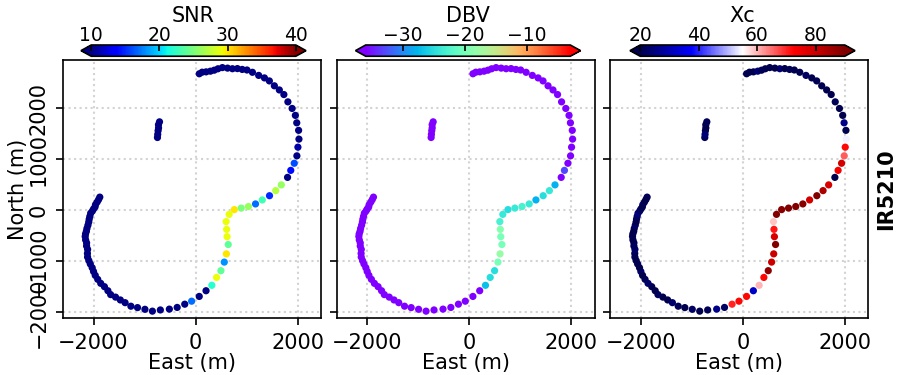 SNR DBV Xc
10 20 30 40 −30 −20 −10 20 40 60 80
North (m)
2000
1000
0
−1000
−2000
IR5210
−2000 0 2000 −2000 0 2000 −2000 0 2000
East (m) East (m) East (m)